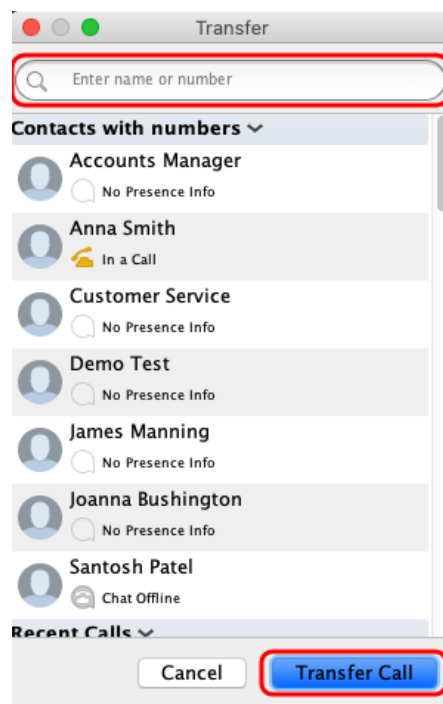 Transfer
Enter name or number
Contacts with numbers
Accounts Manager
No Presence Info
Anna Smith
In a Call
Customer Service
No Presence Info
Demo Test
No Presence Info
James Manning
No Presence Info
Joanna Bushington
No Presence Info
Santosh Patel
Chat Offline
Recent Calls
Cancel
Transfer Call